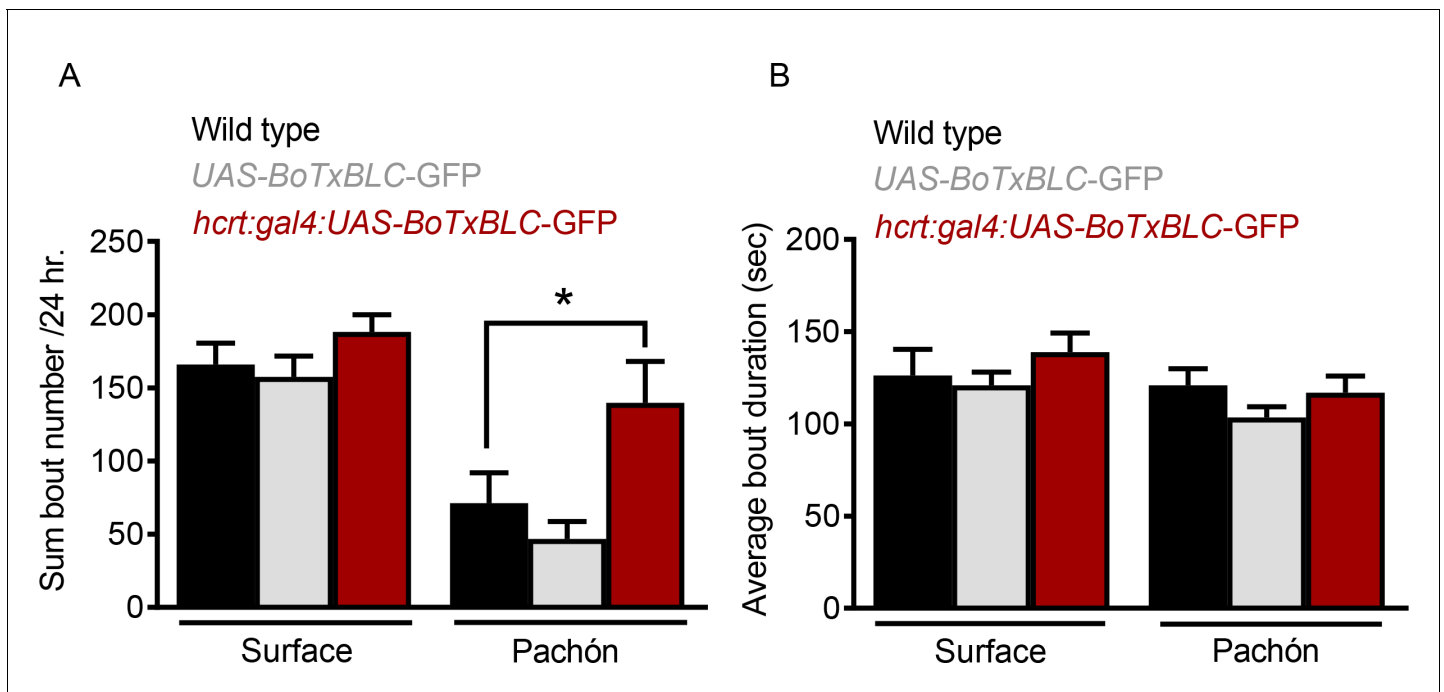 A
Wild type
UAS-BoTxBLC-GFP
hcrt:gal4:UAS-BoTxBLC-GFP
Sum bout number /24 hr.
250
200
150
100
50
0
*
Surface
Pachón
B
Wild type
UAS-BoTxBLC-GFP
hcrt:gal4:UAS-BoTxBLC-GFP
Average bout duration (sec)
200
150
100
50
0
Surface
Pachón